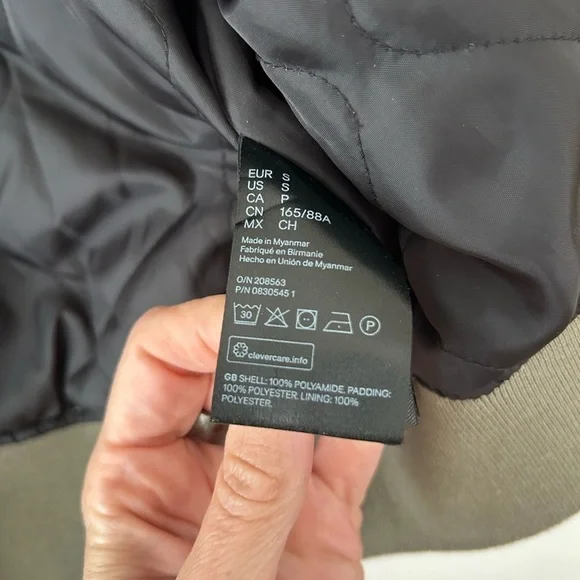 EUR S
US S
CA P
CN 165/88A
MX CH
Made in Myanmar
Fabriqué en Birmanie
Hecho en Unión de Myanmar
O/N 208563
P/N 0830545 1
30 P
clevercare.info
GB SHELL: 100% POLYAMIDE. PADDING:
100% POLYESTER. LINING: 100%
POLYESTER.